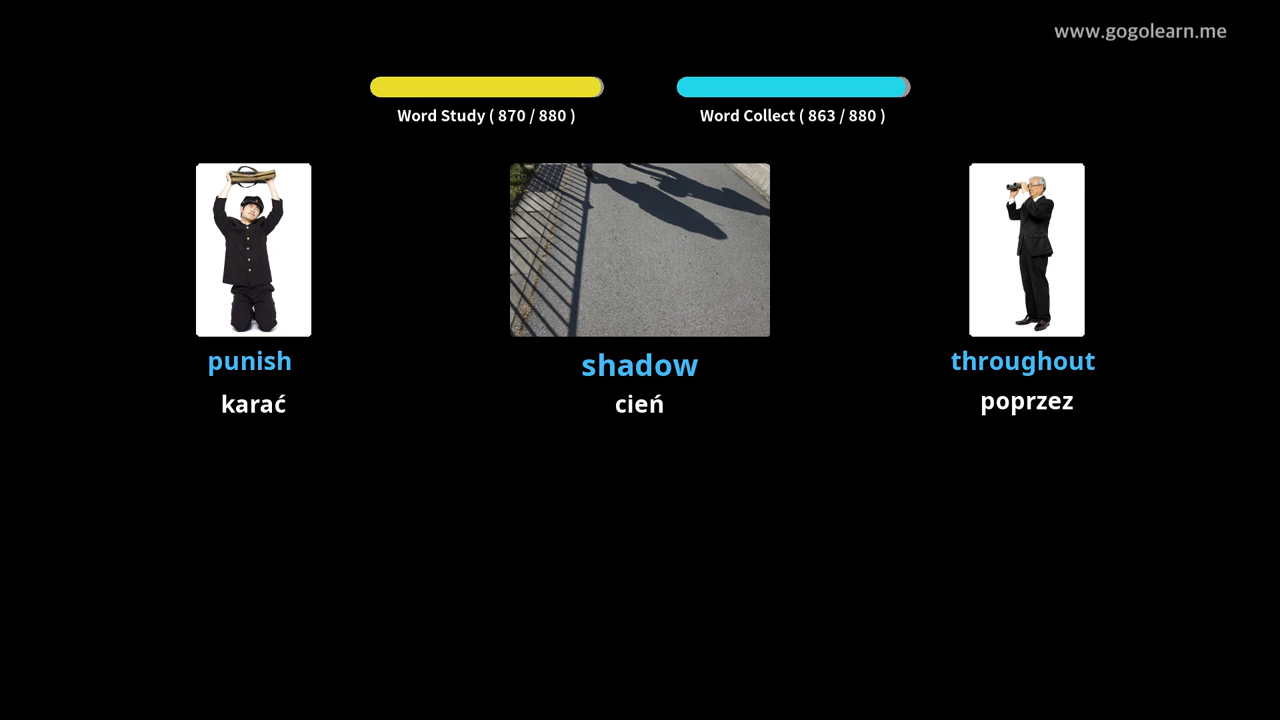 www.gogolearn.me
Word Study ( 870 / 880 )
Word Collect ( 863 / 880 )
punish
shadow
throughout
karać
cień
poprzez